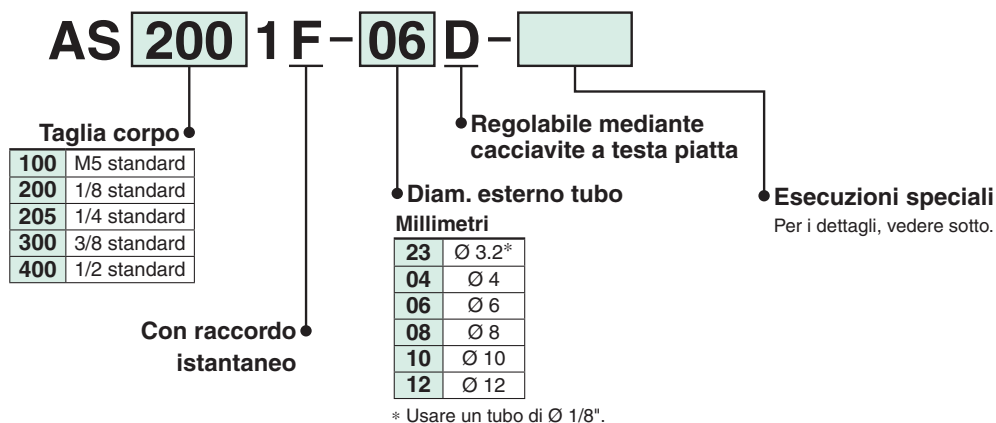 AS 200 1 F - 06 D -
Taglia corpo
100 M5 standard
200 1/8 standard
205 1/4 standard
300 3/8 standard
400 1/2 standard
Con raccordo
istantaneo
Diam. esterno tubo
Millimetri
23 Ø 3.2*
04 Ø 4
06 Ø 6
08 Ø 8
10 Ø 10
12 Ø 12
* Usare un tubo di Ø 1/8".
Regolabile mediante
cacciavite a testa piatta
Esecuzioni speciali
Per i dettagli, vedere sotto.